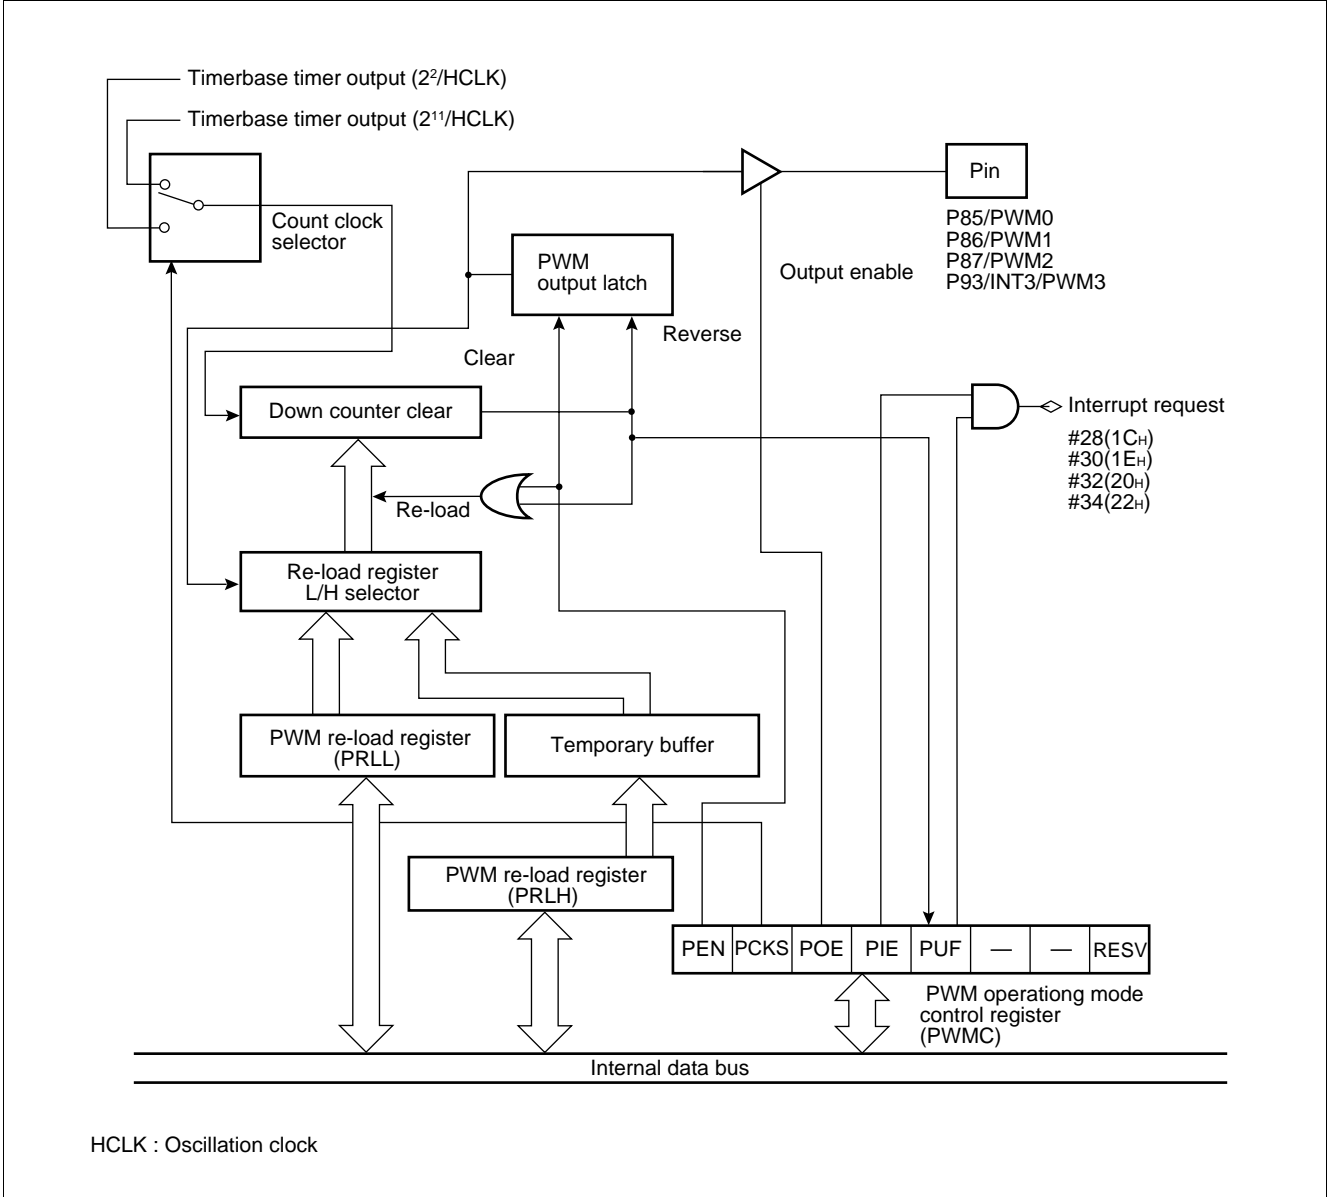 Timerbase timer output (2²/HCLK)
Timerbase timer output (2¹¹/HCLK)
Pin
Count clock
selector
P85/PWM0
P86/PWM1
P87/PWM2
P93/INT3/PWM3
PWM
output latch
Output enable
Reverse
Clear
Down counter clear
Interrupt request
#28(1CH)
#30(1EH)
#32(20H)
#34(22H)
Re-load
Re-load register
L/H selector
PWM re-load register
(PRLL)
Temporary buffer
PWM re-load register
(PRLH)
PEN PCKS POE PIE PUF — — RESV
PWM operationg mode
control register
(PWMC)
Internal data bus
HCLK : Oscillation clock